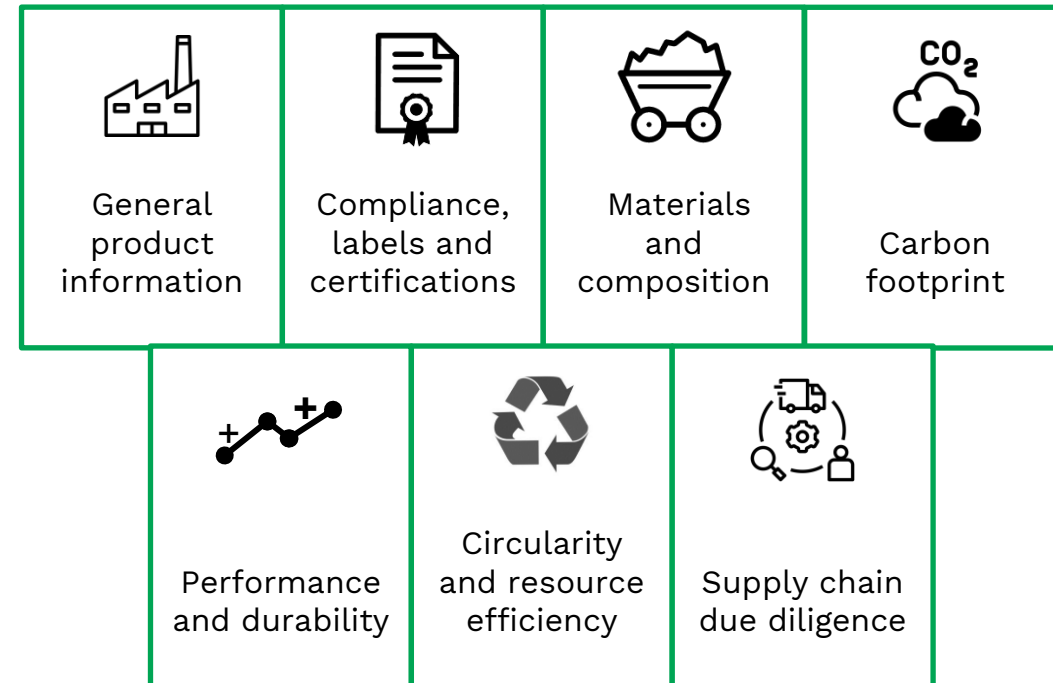 CO₂
General
product
information
Compliance,
labels and
certifications
Materials
and
composition
Carbon
footprint
+
+
Performance
and durability
Circularity
and resource
efficiency
Supply chain
due diligence